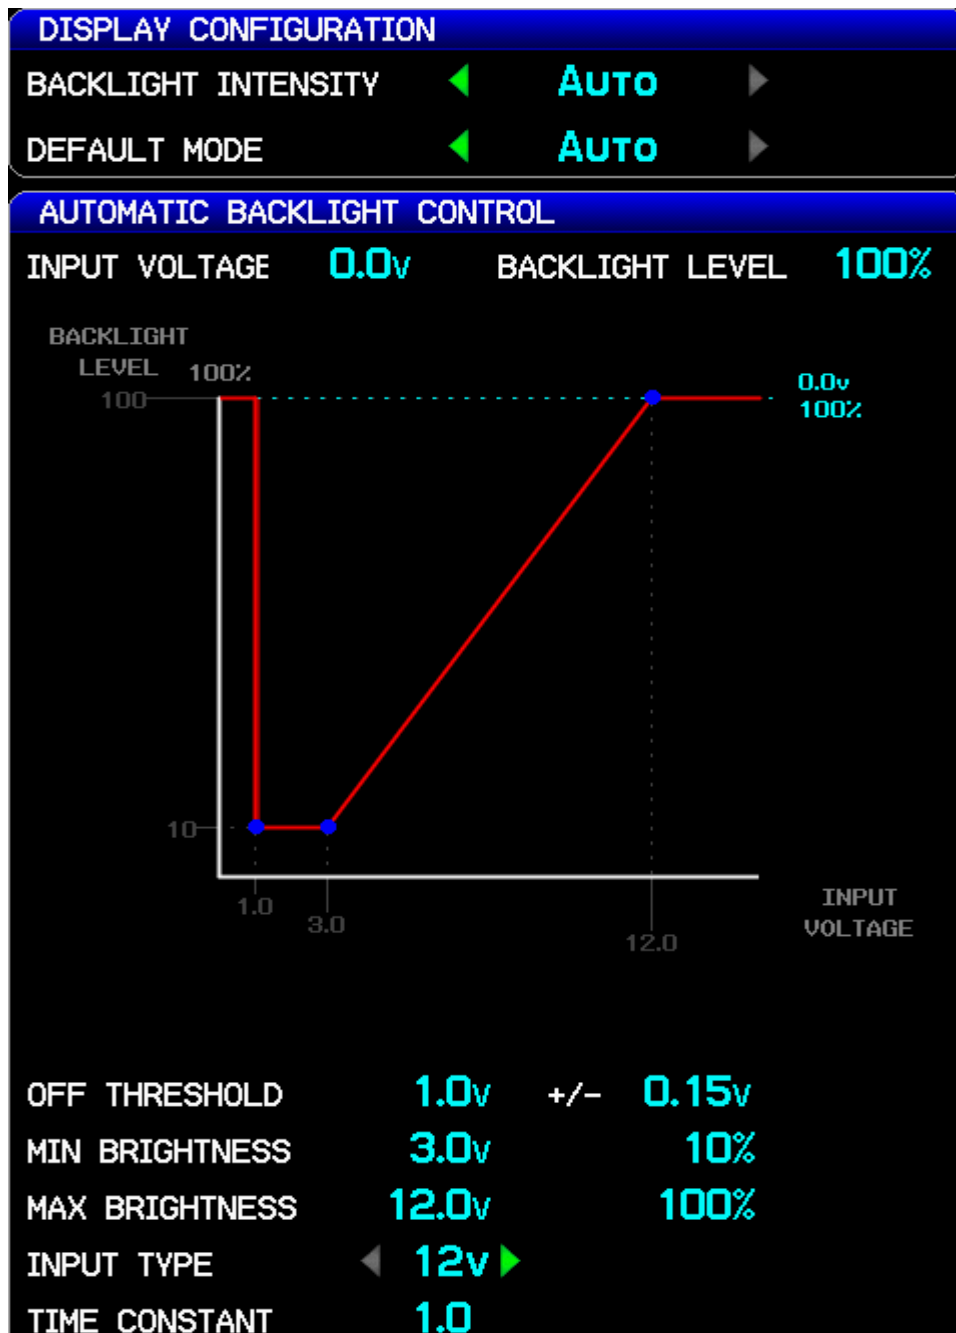 DISPLAY CONFIGURATION
BACKLIGHT INTENSITY AUTO
DEFAULT MODE AUTO
AUTOMATIC BACKLIGHT CONTROL
INPUT VOLTAGE 0.0V BACKLIGHT LEVEL 100%
BACKLIGHT
LEVEL 100%
100
0.0V
100%
10
1.0
3.0
12.0
INPUT
VOLTAGE
OFF THRESHOLD 1.0V +/- 0.15V
MIN BRIGHTNESS 3.0V 10%
MAX BRIGHTNESS 12.0V 100%
INPUT TYPE 12V
TIME CONSTANT 1.0